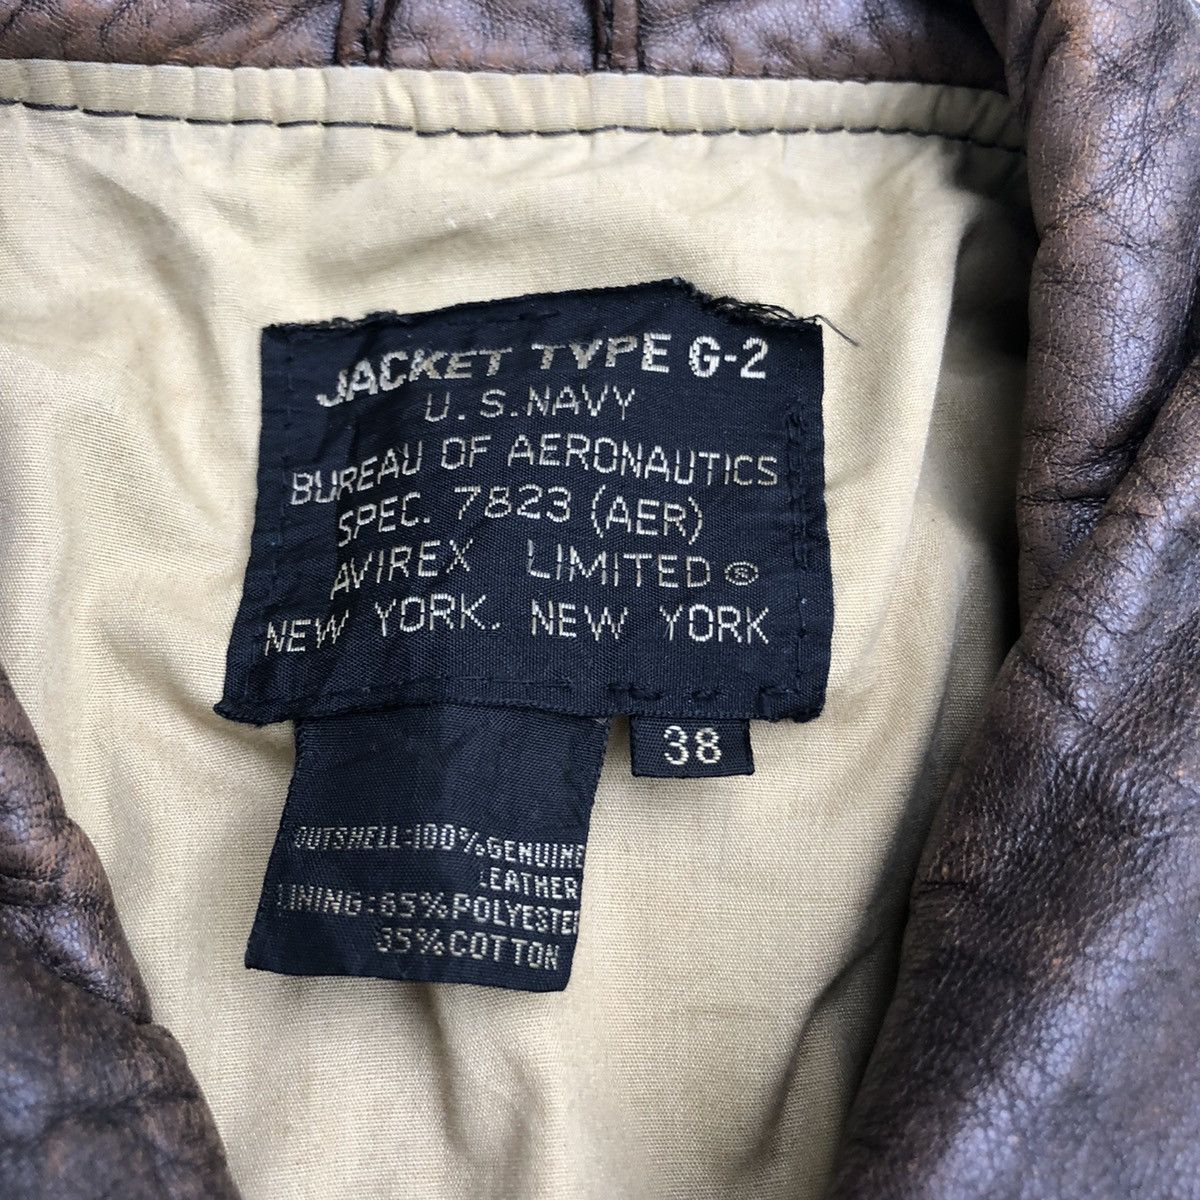 JACKET TYPE G-2
U.S.NAVY
BUREAU OF AERONAUTICS
SPEC. 7823 (AER)
AVIREX LIMITED ®
NEW YORK, NEW YORK
38
OUTSHELL:100%GENUINE
LEATHER
LINING:65%POLYESTER
35%COTTON